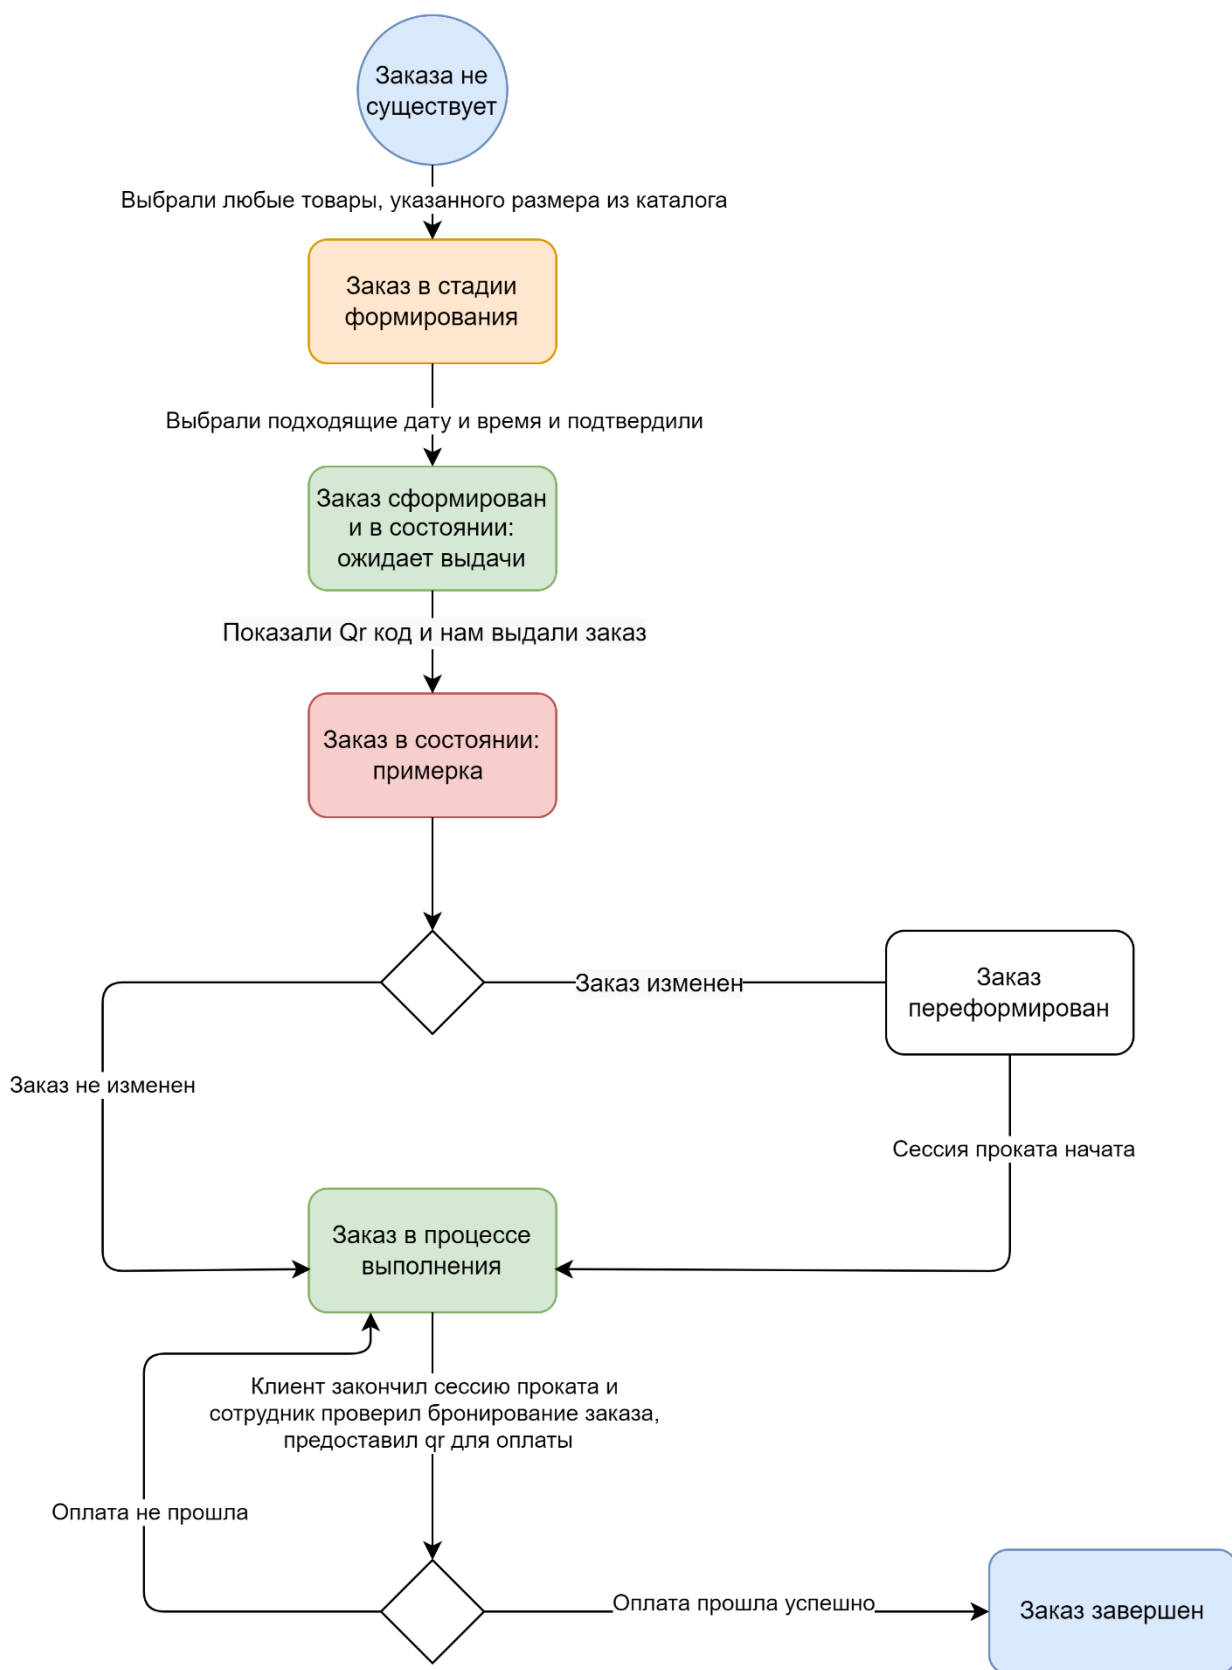 Заказа не
существует
Выбрали любые товары, указанного размера из каталога
Заказ в стадии
формирования
Выбрали подходящие дату и время и подтвердили
Заказ сформирован
и в состоянии:
ожидает выдачи
Показали Qr код и нам выдали заказ
Заказ в состоянии:
примерка
Заказ изменен
Заказ
переформирован
Заказ не изменен
Сессия проката начата
Заказ в процессе
выполнения
Клиент закончил сессию проката и
сотрудник проверил бронирование заказа,
предоставил qr для оплаты
Оплата не прошла
Оплата прошла успешно
Заказ завершен